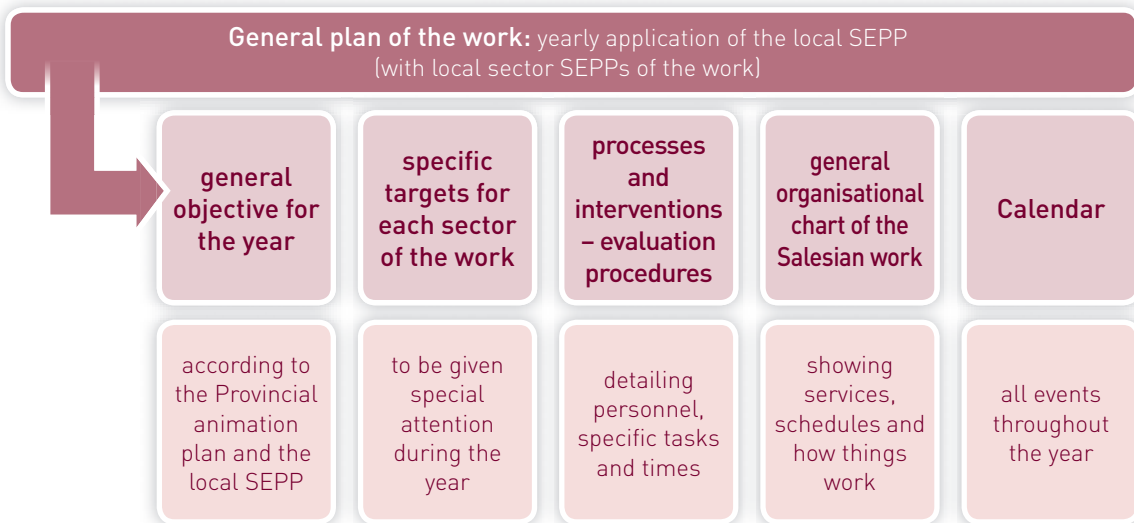 General plan of the work: yearly application of the local SEPP
(with local sector SEPPs of the work)
general
objective for
the year
specific
targets for
each sector
of the work
processes
and
interventions
– evaluation
procedures
general
organisational
chart of the
Salesian work
Calendar
according to
the Provincial
animation
plan and the
local SEPP
to be given
special
attention
during the
year
detailing
personnel,
specific tasks
and times
showing
services,
schedules and
how things
work
all events
throughout
the year